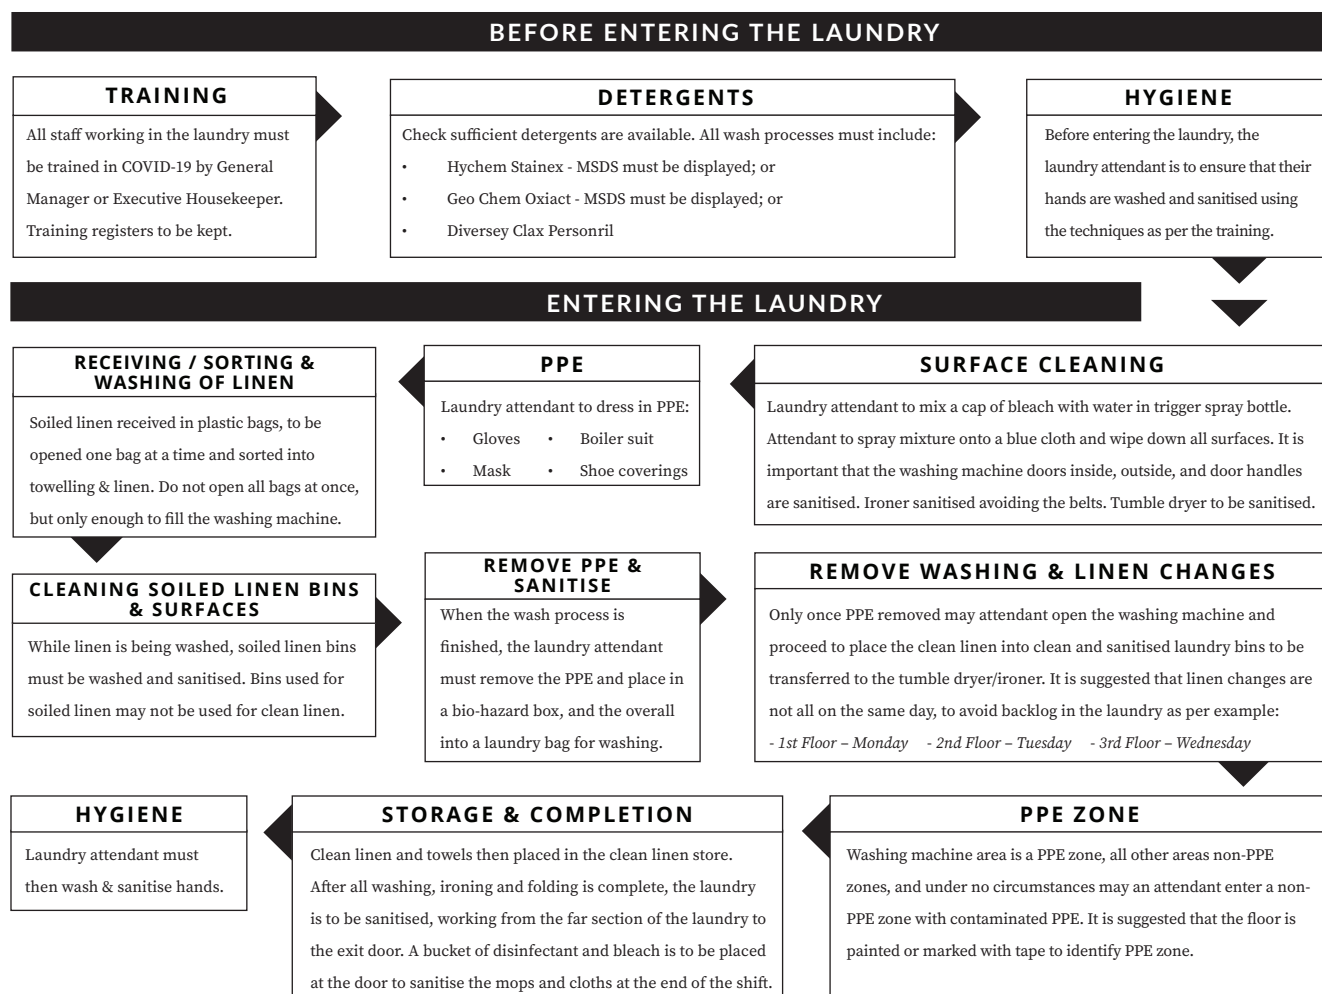 BEFORE ENTERING THE LAUNDRY
TRAINING
All staff working in the laundry must
be trained in COVID-19 by General
Manager or Executive Housekeeper.
Training registers to be kept.
DETERGENTS
Check sufficient detergents are available. All wash processes must include:
• Hychem Stainex - MSDS must be displayed; or
• Geo Chem Oxiact - MSDS must be displayed; or
• Diversey Clax Personril
HYGIENE
Before entering the laundry, the
laundry attendant is to ensure that their
hands are washed and sanitised using
the techniques as per the training.
ENTERING THE LAUNDRY
SURFACE CLEANING
Laundry attendant to mix a cap of bleach with water in trigger spray bottle.
Attendant to spray mixture onto a blue cloth and wipe down all surfaces. It is
important that the washing machine doors inside, outside, and door handles
are sanitised. Ironer sanitised avoiding the belts. Tumble dryer to be sanitised.
PPE
Laundry attendant to dress in PPE:
• Gloves • Boiler suit
• Mask • Shoe coverings
RECEIVING / SORTING &
WASHING OF LINEN
Soiled linen received in plastic bags, to be
opened one bag at a time and sorted into
towelling & linen. Do not open all bags at once,
but only enough to fill the washing machine.
CLEANING SOILED LINEN BINS
& SURFACES
While linen is being washed, soiled linen bins
must be washed and sanitised. Bins used for
soiled linen may not be used for clean linen.
REMOVE PPE &
SANITISE
When the wash process is
finished, the laundry attendant
must remove the PPE and place in
a bio-hazard box, and the overall
into a laundry bag for washing.
REMOVE WASHING & LINEN CHANGES
Only once PPE removed may attendant open the washing machine and
proceed to place the clean linen into clean and sanitised laundry bins to be
transferred to the tumble dryer/ironer. It is suggested that linen changes are
not all on the same day, to avoid backlog in the laundry as per example:
- 1st Floor – Monday - 2nd Floor – Tuesday - 3rd Floor – Wednesday
PPE ZONE
Washing machine area is a PPE zone, all other areas non-PPE
zones, and under no circumstances may an attendant enter a non-
PPE zone with contaminated PPE. It is suggested that the floor is
painted or marked with tape to identify PPE zone.
STORAGE & COMPLETION
Clean linen and towels then placed in the clean linen store.
After all washing, ironing and folding is complete, the laundry
is to be sanitised, working from the far section of the laundry to
the exit door. A bucket of disinfectant and bleach is to be placed
at the door to sanitise the mops and cloths at the end of the shift.
HYGIENE
Laundry attendant must
then wash & sanitise hands.